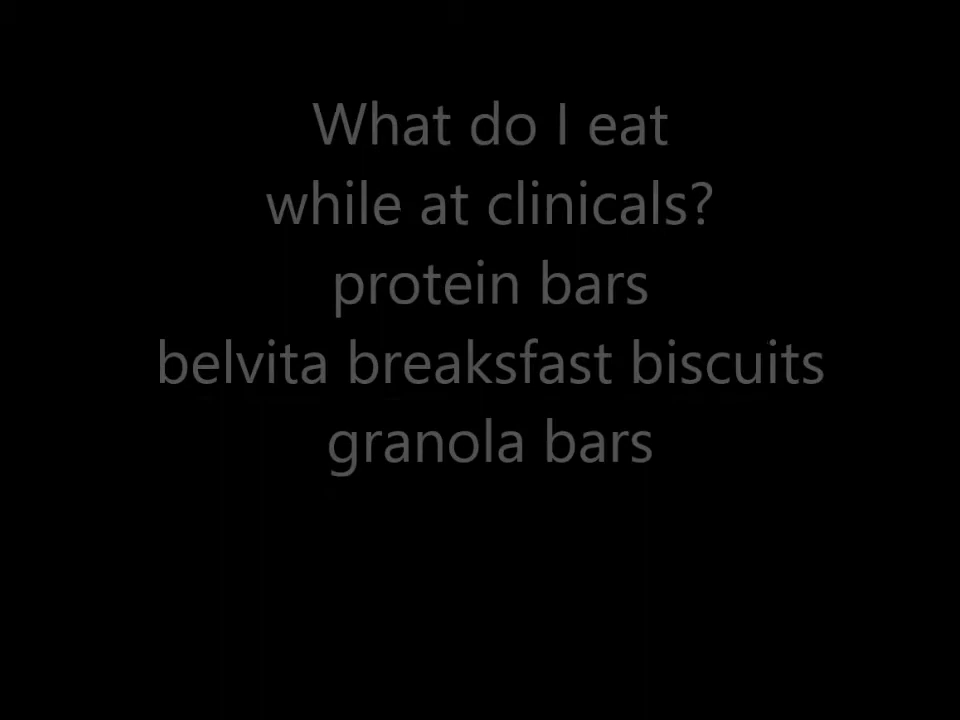 What do I eat
while at clinicals?
protein bars
belvita breaksfast biscuits
granola bars